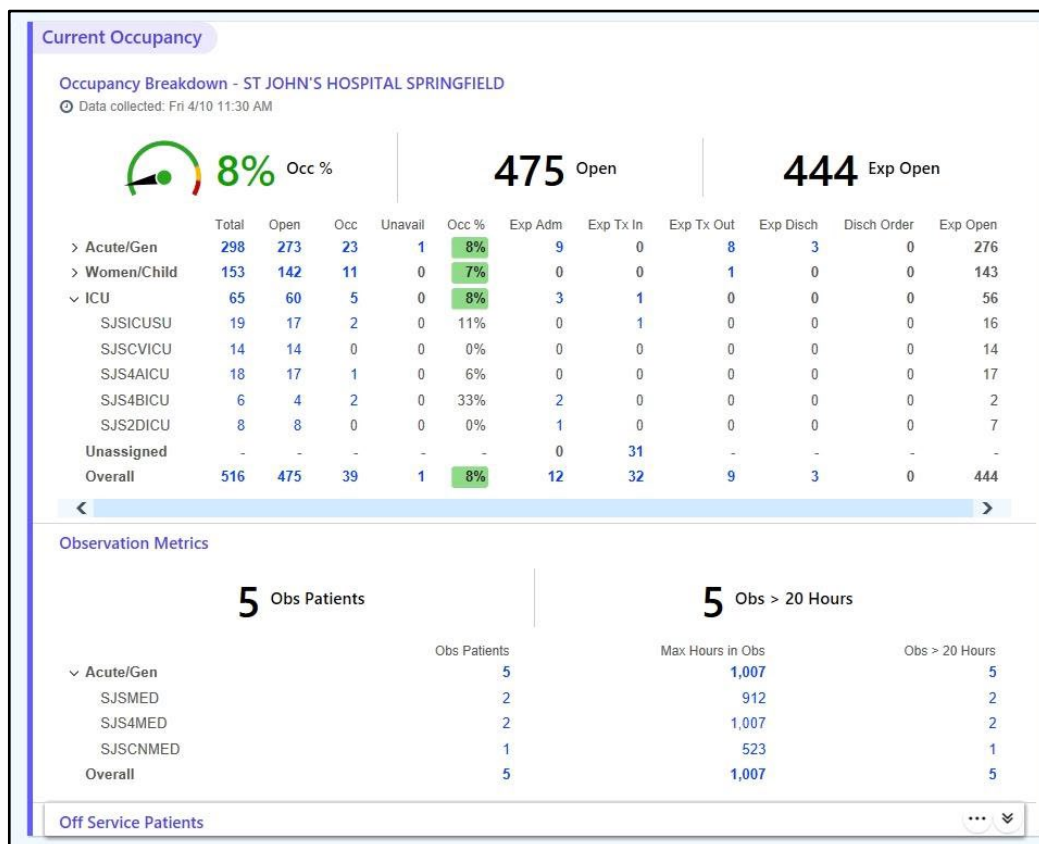 Current Occupancy
Occupancy Breakdown - ST JOHN'S HOSPITAL SPRINGFIELD
Data collected: Fri 4/10 11:30 AM
8% Occ % 475 Open 444 Exp Open
Total Open Occ Unavail Occ % Exp Adm Exp Tx In Exp Tx Out Exp Disch Disch Order Exp Open
Acute/Gen 298 273 23 1 8% 9 0 8 3 0 276
Women/Child 153 142 11 0 7% 0 0 1 0 0 143
ICU 65 60 5 0 8% 3 1 0 0 0 56
SJSICUSU 19 17 2 0 11% 0 1 0 0 0 16
SJSCVICU 14 14 0 0 0% 0 0 0 0 0 14
SJS4AICU 18 17 1 0 6% 0 0 0 0 0 17
SJS4BICU 6 4 2 0 33% 2 0 0 0 0 2
SJS2DICU 8 8 0 0 0% 1 0 0 0 0 7
Unassigned - - - - - 0 31 - - - -
Overall 516 475 39 1 8% 12 32 9 3 0 444
Observation Metrics
5 Obs Patients 5 Obs > 20 Hours
Obs Patients Max Hours in Obs Obs > 20 Hours
Acute/Gen 5 1,007 5
SJSMED 2 912 2
SJS4MED 2 1,007 2
SJSCNMED 1 523 1
Overall 5 1,007 5
Off Service Patients